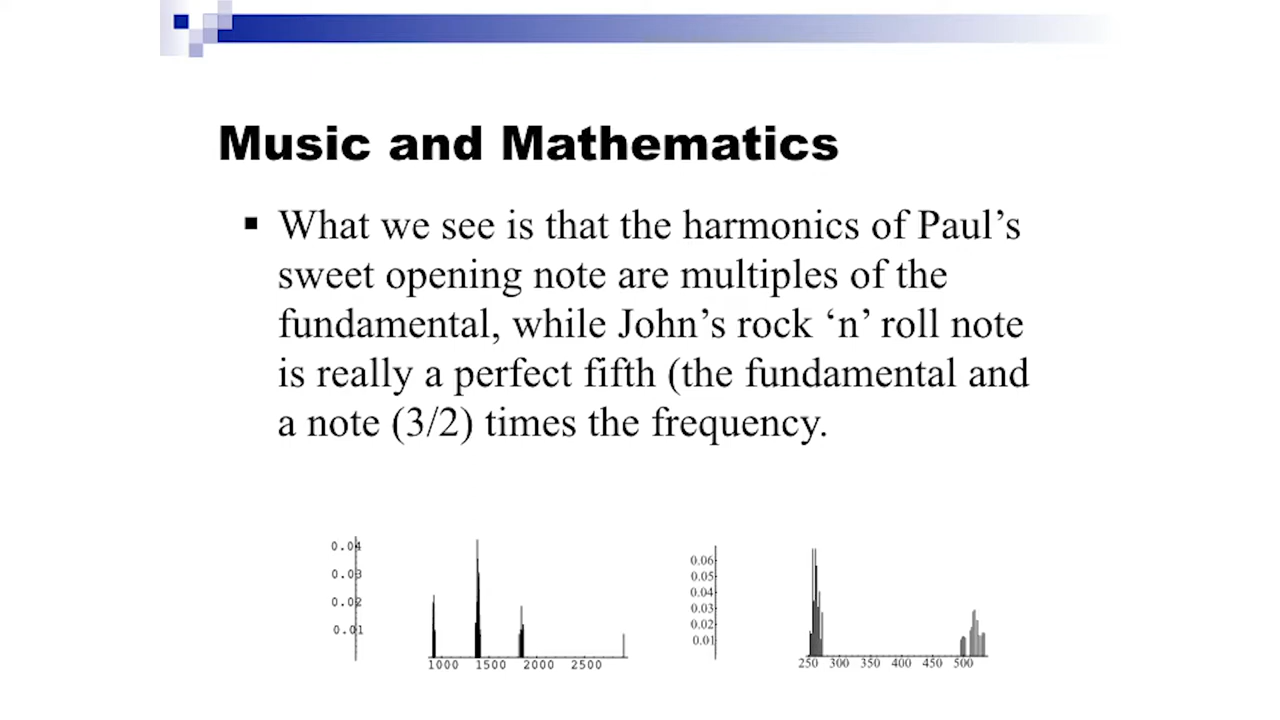 Music and Mathematics
▪ What we see is that the harmonics of Paul’s
sweet opening note are multiples of the
fundamental, while John’s rock ‘n’ roll note
is really a perfect fifth (the fundamental and
a note (3/2) times the frequency.
0.04
0.03
0.02
0.01
1000 1500 2000 2500
0.06
0.05
0.04
0.03
0.02
0.01
250 300 350 400 450 500